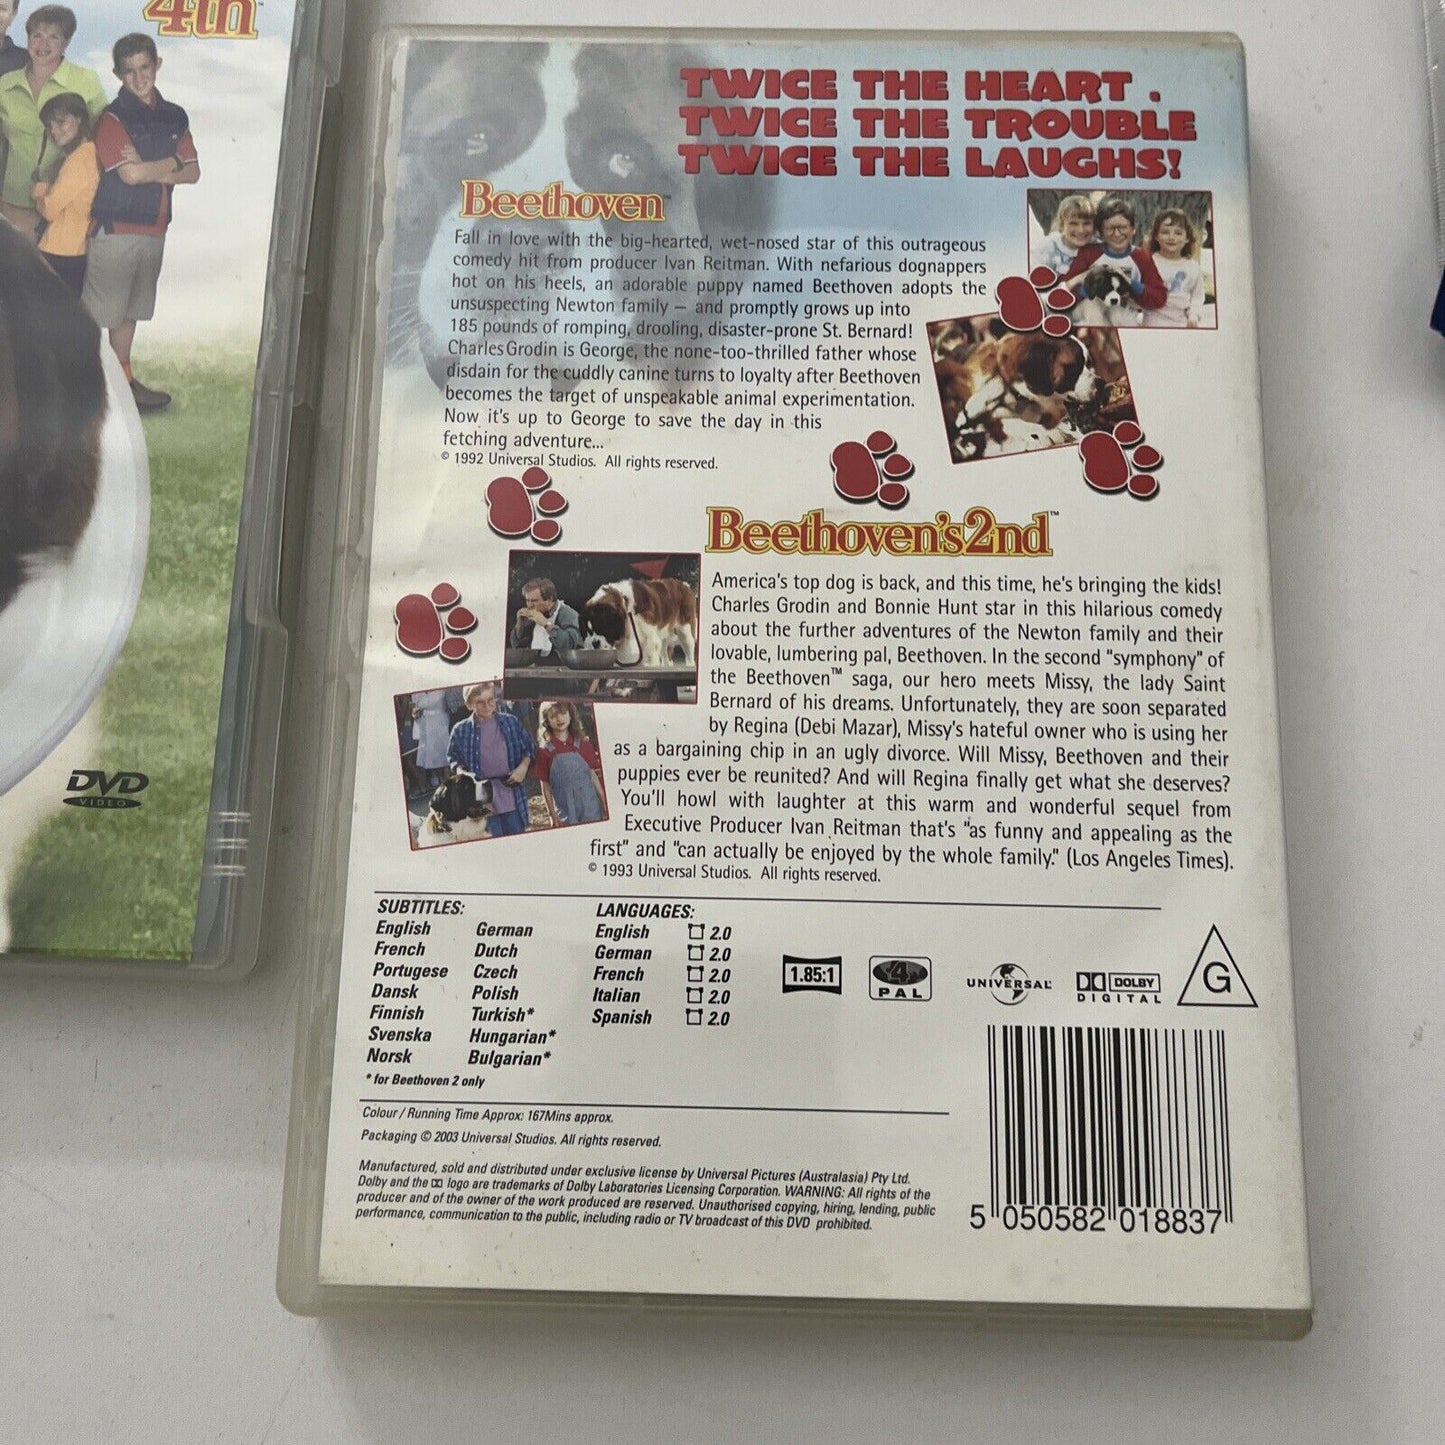 4th™
DVD
VIDEO
TWICE THE HEART .
TWICE THE TROUBLE
TWICE THE LAUGHS!
Beethoven™
Fall in love with the big-hearted, wet-nosed star of this outrageous
comedy hit from producer Ivan Reitman. With nefarious dognappers
hot on his heels, an adorable puppy named Beethoven adopts the
unsuspecting Newton family – and promptly grows up into
185 pounds of romping, drooling, disaster-prone St. Bernard!
Charles Grodin is George, the none-too-thrilled father whose
disdain for the cuddly canine turns to loyalty after Beethoven
becomes the target of unspeakable animal experimentation.
Now it's up to George to save the day in this
fetching adventure...
© 1992 Universal Studios. All rights reserved.
Beethoven's 2nd™
America's top dog is back, and this time, he's bringing the kids!
Charles Grodin and Bonnie Hunt star in this hilarious comedy
about the further adventures of the Newton family and their
lovable, lumbering pal, Beethoven. In the second "symphony" of
the Beethoven™ saga, our hero meets Missy, the lady Saint
Bernard of his dreams. Unfortunately, they are soon separated
by Regina (Debi Mazar), Missy's hateful owner who is using her
as a bargaining chip in an ugly divorce. Will Missy, Beethoven and their
puppies ever be reunited? And will Regina finally get what she deserves?
You'll howl with laughter at this warm and wonderful sequel from
Executive Producer Ivan Reitman that's "as funny and appealing as the
first" and "can actually be enjoyed by the whole family." (Los Angeles Times).
© 1993 Universal Studios. All rights reserved.
SUBTITLES:
English German
French Dutch
Portugese Czech
Dansk Polish
Finnish Turkish*
Svenska Hungarian*
Norsk Bulgarian*
* for Beethoven 2 only
LANGUAGES:
English 2.0
German 2.0
French 2.0
Italian 2.0
Spanish 2.0
1.85:1
4
PAL
UNIVERSAL
DOLBY
DIGITAL
G
Colour / Running Time Approx: 167Mins approx.
Packaging © 2003 Universal Studios. All rights reserved.
Manufactured, sold and distributed under exclusive license by Universal Pictures (Australasia) Pty Ltd.
Dolby and the logo are trademarks of Dolby Laboratories Licensing Corporation. WARNING: All rights of the
producer and of the owner of the work produced are reserved. Unauthorised copying, hiring, lending, public
performance, communication to the public, including radio or TV broadcast of this DVD prohibited.
5 050582 018837